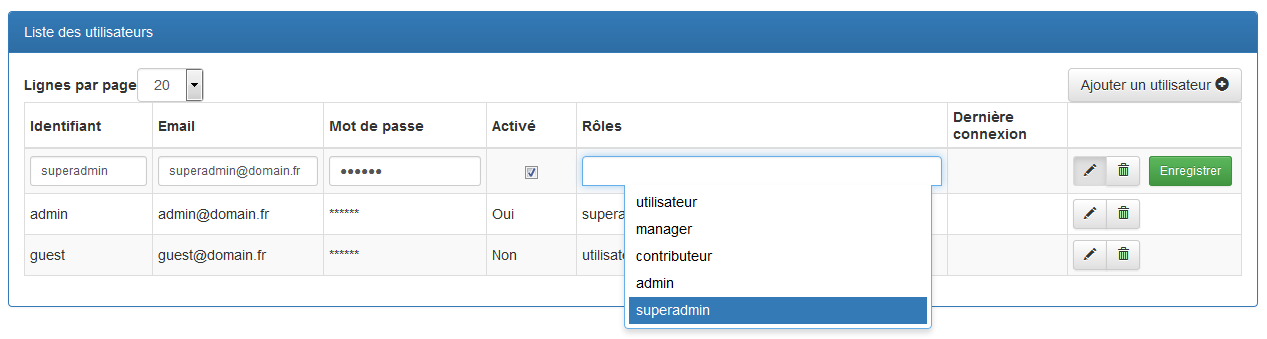 Liste des utilisateurs
Lignes par page 20 Ajouter un utilisateur
Identifiant Email Mot de passe Activé Rôles Dernière connexion
superadmin superadmin@domain.fr •••••• Enregistrer
utilisateur
admin admin@domain.fr ****** Oui supera
manager
contributeur
guest guest@domain.fr ****** Non utilisate
admin
superadmin